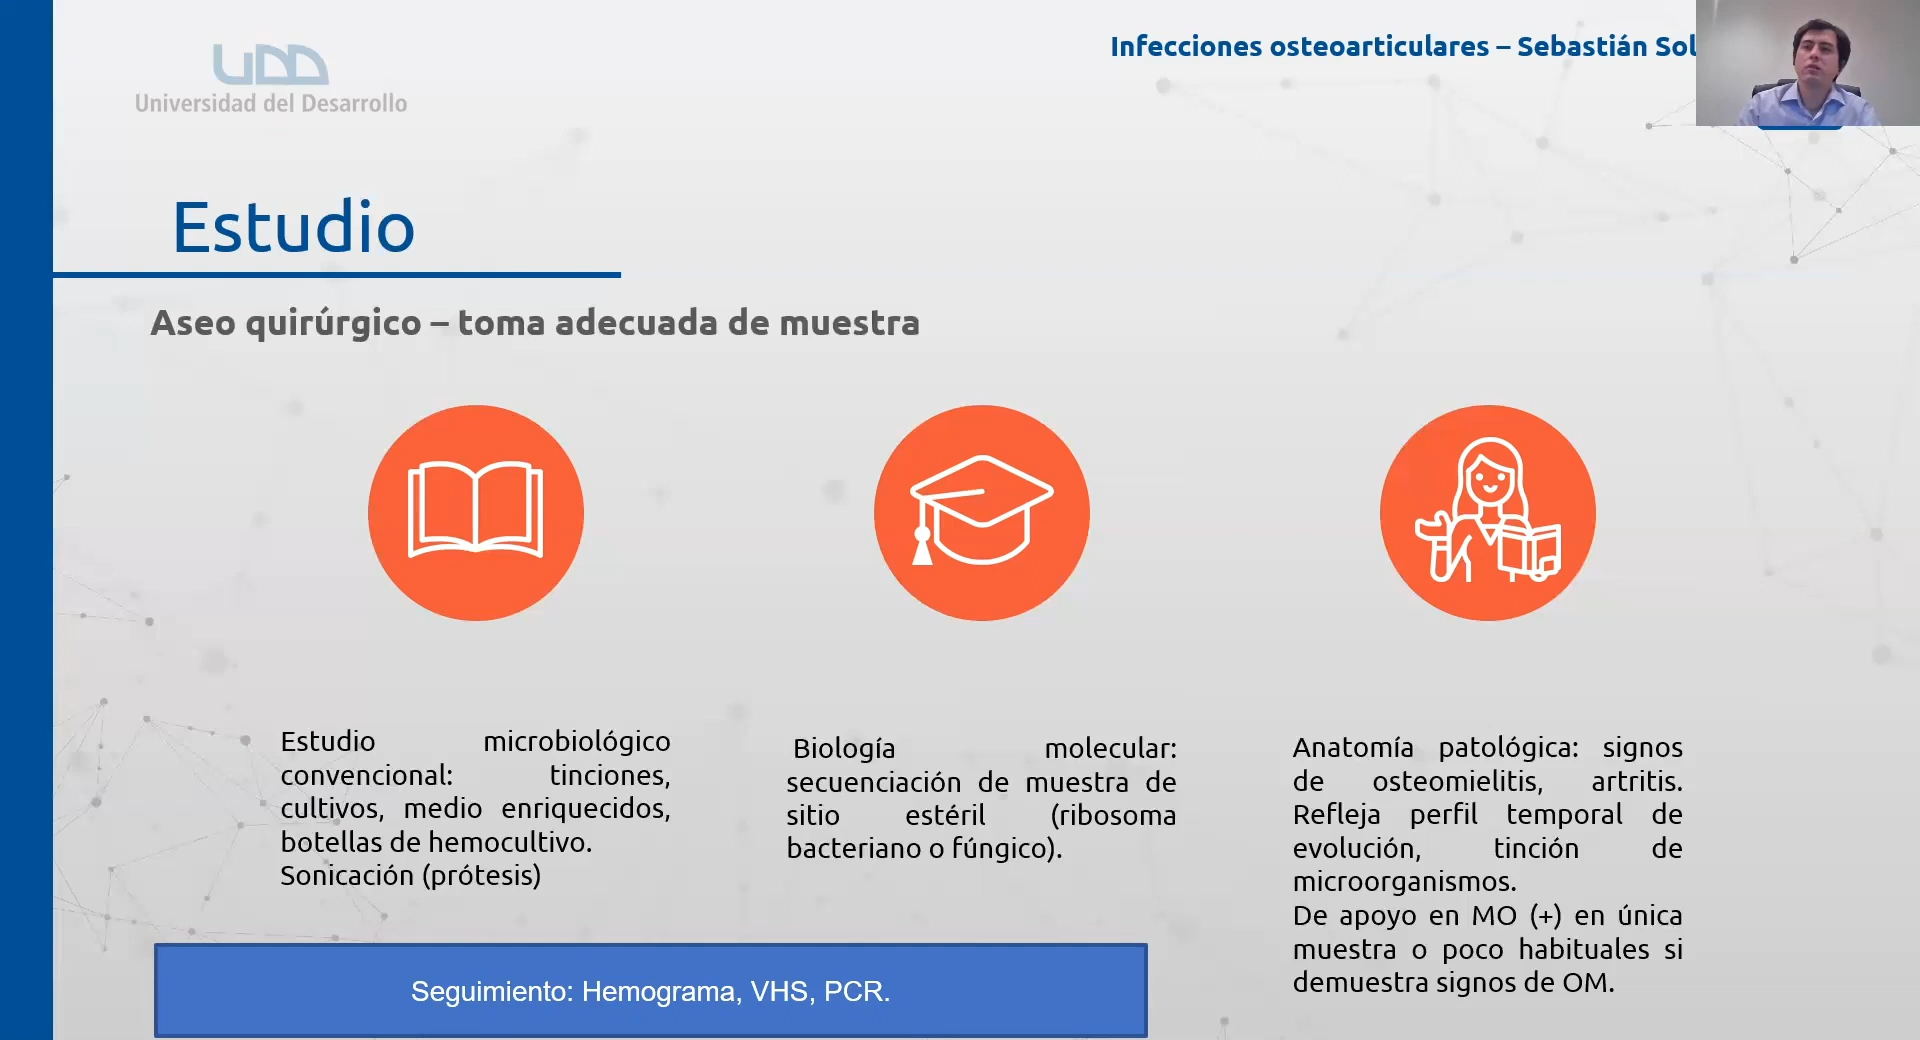 Universidad del Desarrollo
Infecciones osteoarticulares – Sebastián Sol
Estudio
Aseo quirúrgico – toma adecuada de muestra
Estudio microbiológico
convencional: tinciones,
cultivos, medio enriquecidos,
botellas de hemocultivo.
Sonicación (prótesis)
Biología molecular:
secuenciación de muestra de
sitio estéril (ribosoma
bacteriano o fúngico).
Anatomía patológica: signos
de osteomielitis, artritis.
Refleja perfil temporal de
evolución, tinción de
microorganismos.
De apoyo en MO (+) en única
muestra o poco habituales si
demuestra signos de OM.
Seguimiento: Hemograma, VHS, PCR.